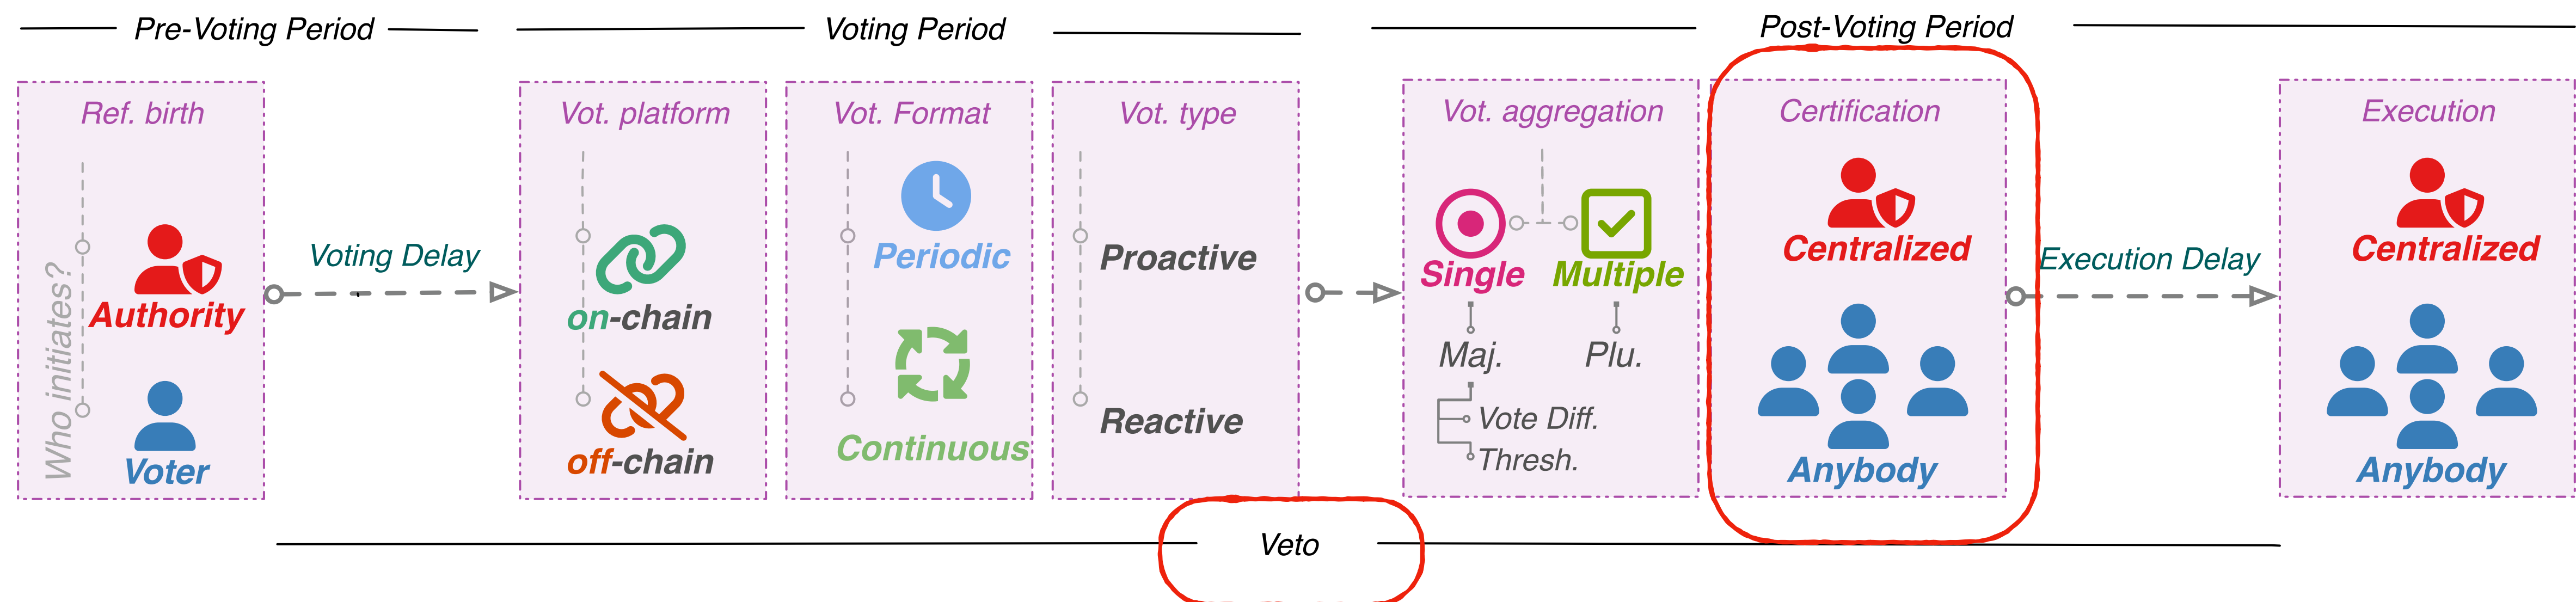 Pre-Voting Period
Voting Period
Post-Voting Period
Ref. birth
Who initiates?
Authority
Voter
Voting Delay
Vot. platform
on-chain
off-chain
Vot. Format
Periodic
Continuous
Vot. type
Proactive
Reactive
Vot. aggregation
Single
Multiple
Maj.
Plu.
Vote Diff.
Thresh.
Certification
Centralized
Anybody
Execution Delay
Execution
Centralized
Anybody
Veto